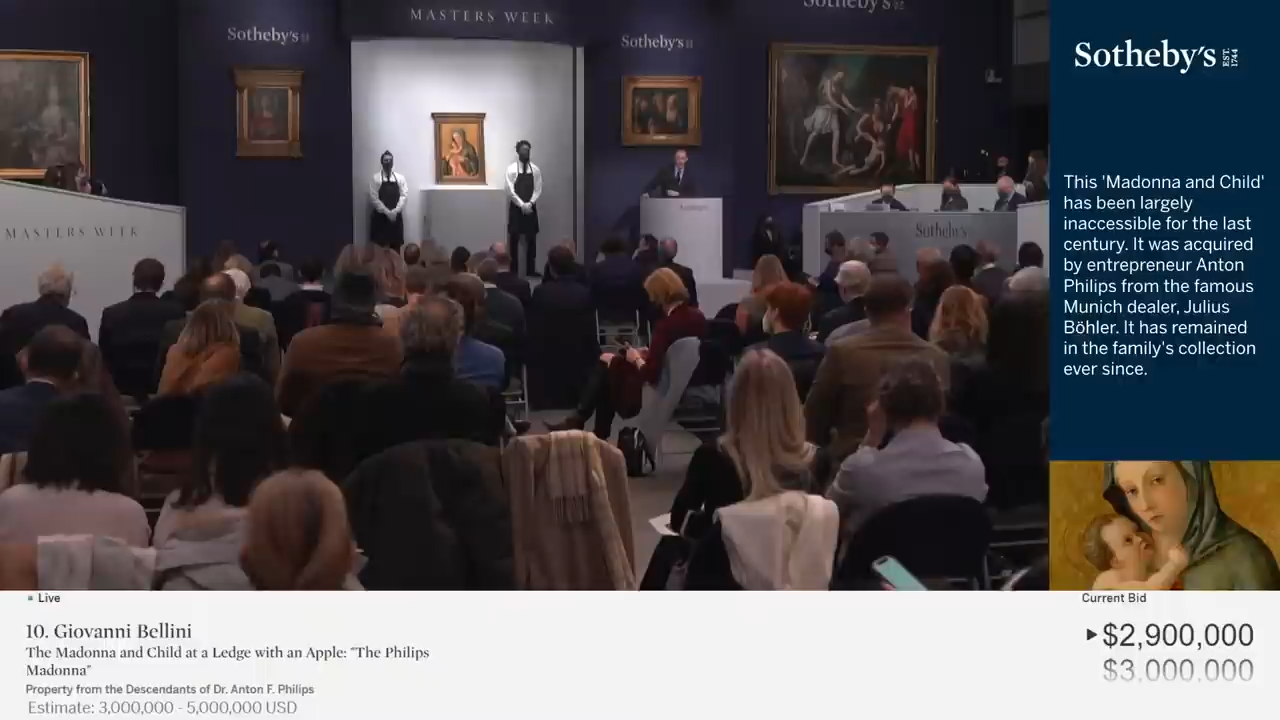 MASTERS WEEK
Sotheby's
Sotheby's
Sotheby's
MASTERS WEEK
Sotheby's
Sotheby's EST. 1744
This 'Madonna and Child'
has been largely
inaccessible for the last
century. It was acquired
by entrepreneur Anton
Philips from the famous
Munich dealer, Julius
Böhler. It has remained
in the family's collection
ever since.
Live
10. Giovanni Bellini
The Madonna and Child at a Ledge with an Apple: "The Philips
Madonna"
Property from the Descendants of Dr. Anton F. Philips
Estimate: 3,000,000 - 5,000,000 USD
Current Bid
$2,900,000
$3,000,000